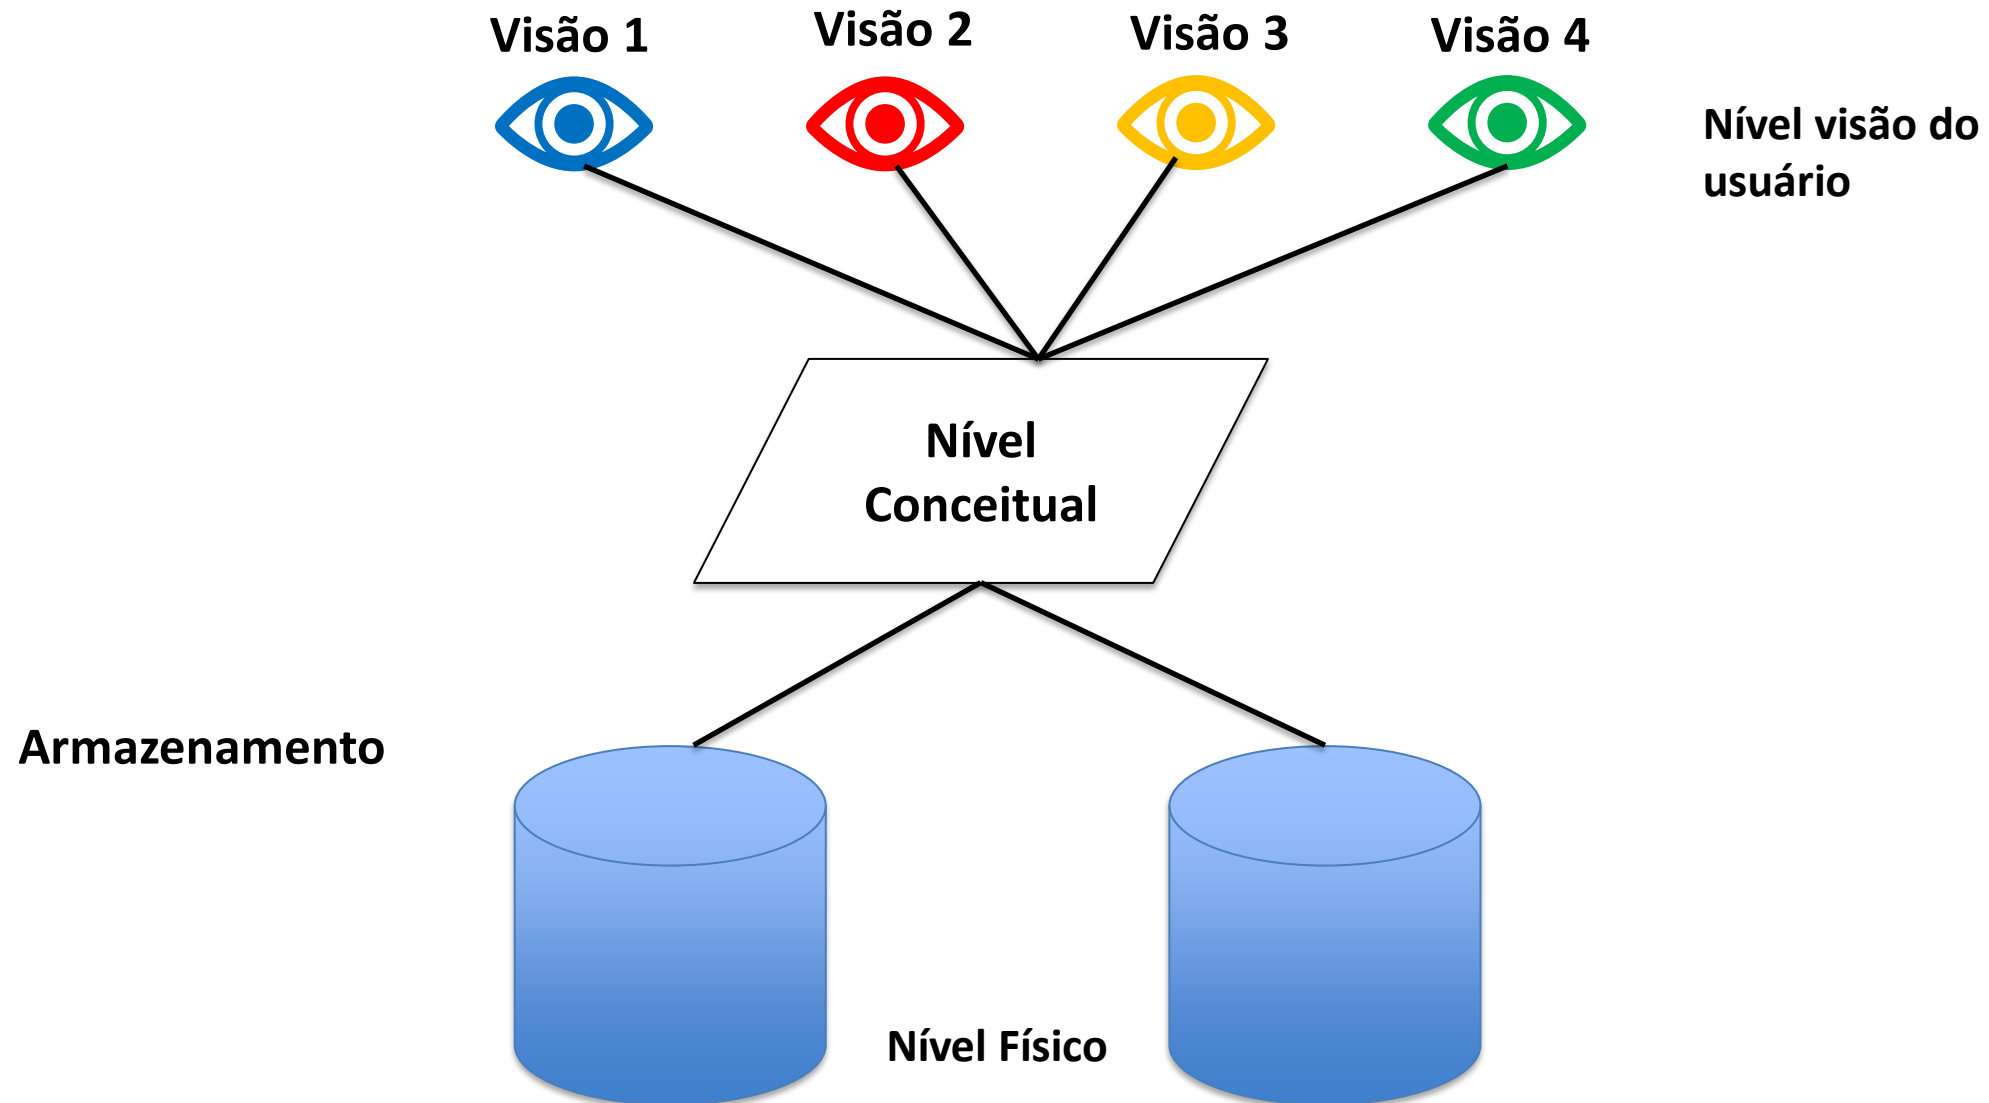 Visão 1
Visão 2
Visão 3
Visão 4
Nível visão do
usuário
Nível
Conceitual
Armazenamento
Nível Físico